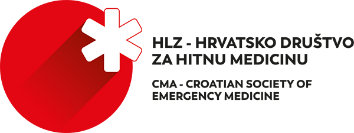 HLZ - HRVATSKO DRUŠTVO
ZA HITNU MEDICINU
CMA - CROATIAN SOCIETY OF
EMERGENCY MEDICINE